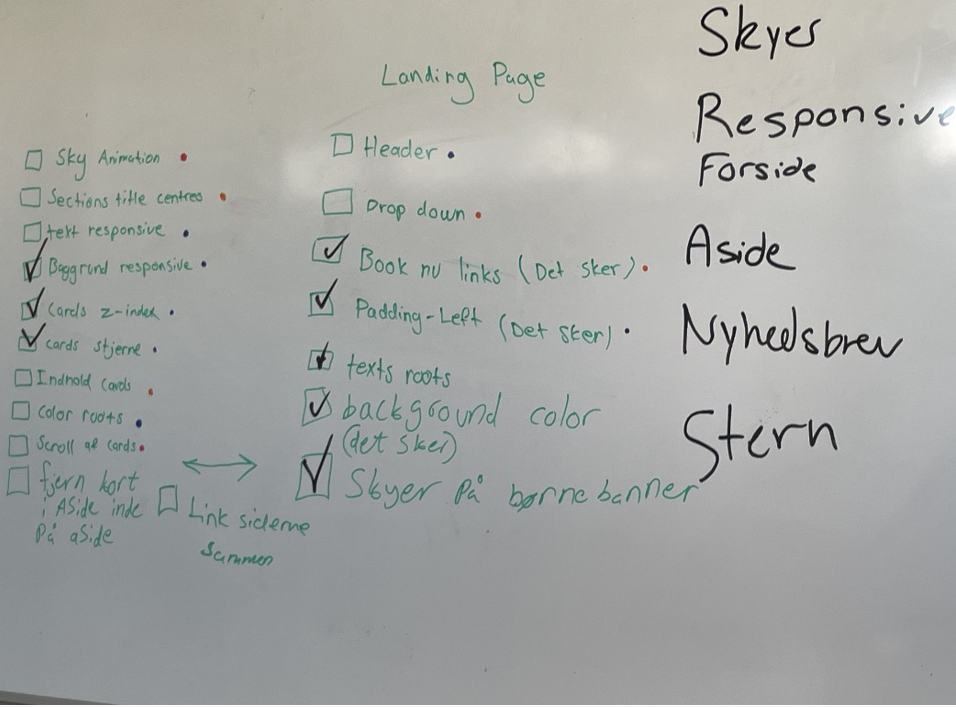 Landing Page
Sky Animation
Sections title centres
text responsive
Baggrund responsive
Cards z-index
cards stjerne
Indhold Cards
Color roots
Scroll af cards
fjern kort
i ASide inde
På aside
Link siderne
Sammen
Header
Drop down
Book nu links (Det sker)
Padding-Left (Det sker)
texts roots
background color
(det sker)
Skyer På børne banner
Skyer
Responsive
Forside
Aside
Nyhedsbrev
Stern